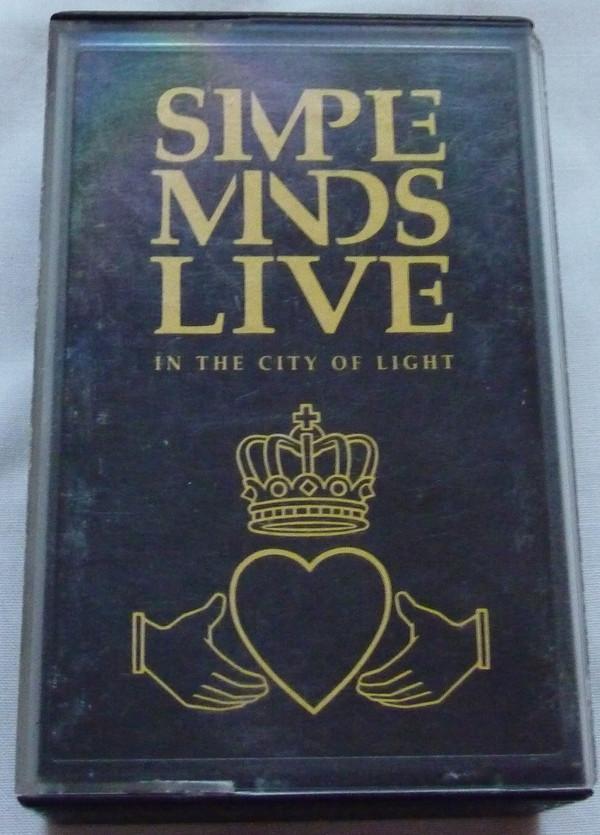 SIMPLE
MINDS
LIVE
IN THE CITY OF LIGHT